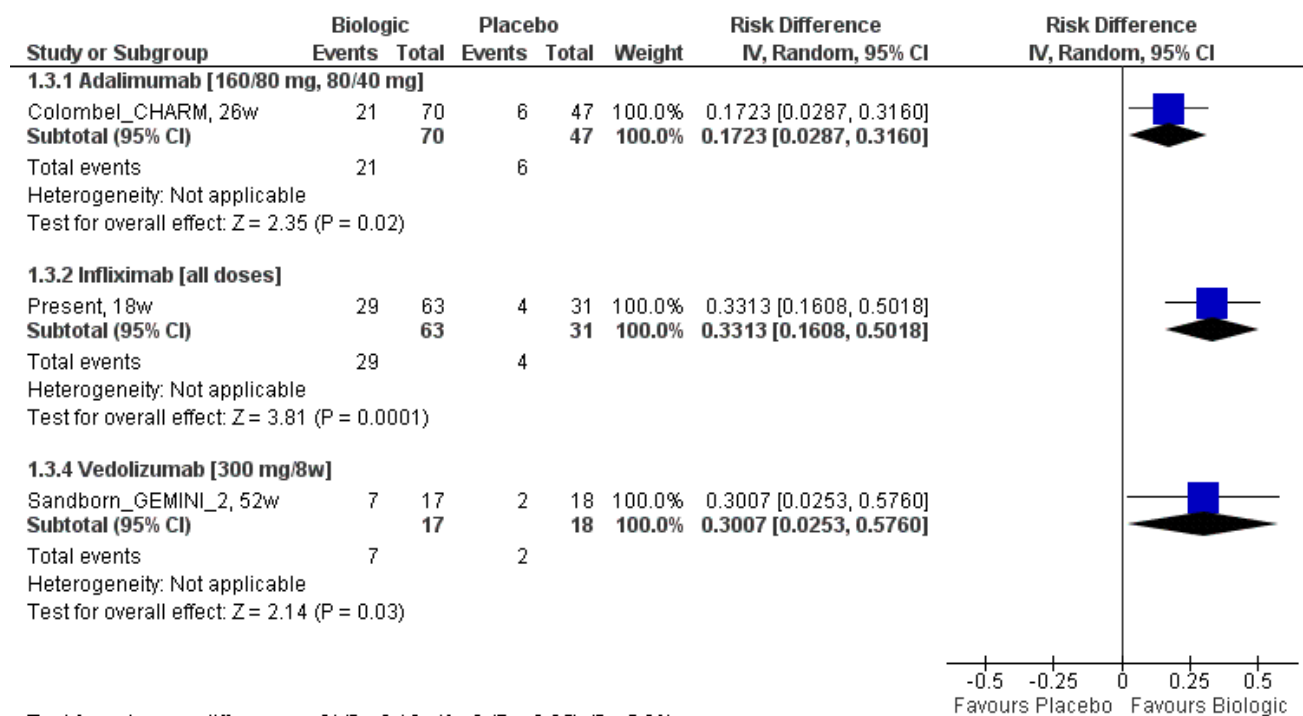 Biologic Placebo Risk Difference Risk Difference
Study or Subgroup Events Total Events Total Weight IV, Random, 95% CI IV, Random, 95% CI
1.3.1 Adalimumab [160/80 mg, 80/40 mg]
Colombel_CHARM, 26w 21 70 6 47 100.0% 0.1723 [0.0287, 0.3160]
Subtotal (95% CI) 70 47 100.0% 0.1723 [0.0287, 0.3160]
Total events 21 6
Heterogeneity: Not applicable
Test for overall effect: Z = 2.35 (P = 0.02)
1.3.2 Infliximab [all doses]
Present, 18w 29 63 4 31 100.0% 0.3313 [0.1608, 0.5018]
Subtotal (95% CI) 63 31 100.0% 0.3313 [0.1608, 0.5018]
Total events 29 4
Heterogeneity: Not applicable
Test for overall effect: Z = 3.81 (P = 0.0001)
1.3.4 Vedolizumab [300 mg/8w]
Sandborn_GEMINI_2, 52w 7 17 2 18 100.0% 0.3007 [0.0253, 0.5760]
Subtotal (95% CI) 17 18 100.0% 0.3007 [0.0253, 0.5760]
Total events 7 2
Heterogeneity: Not applicable
Test for overall effect: Z = 2.14 (P = 0.03)
-0.5 -0.25 0 0.25 0.5
Favours Placebo Favours Biologic